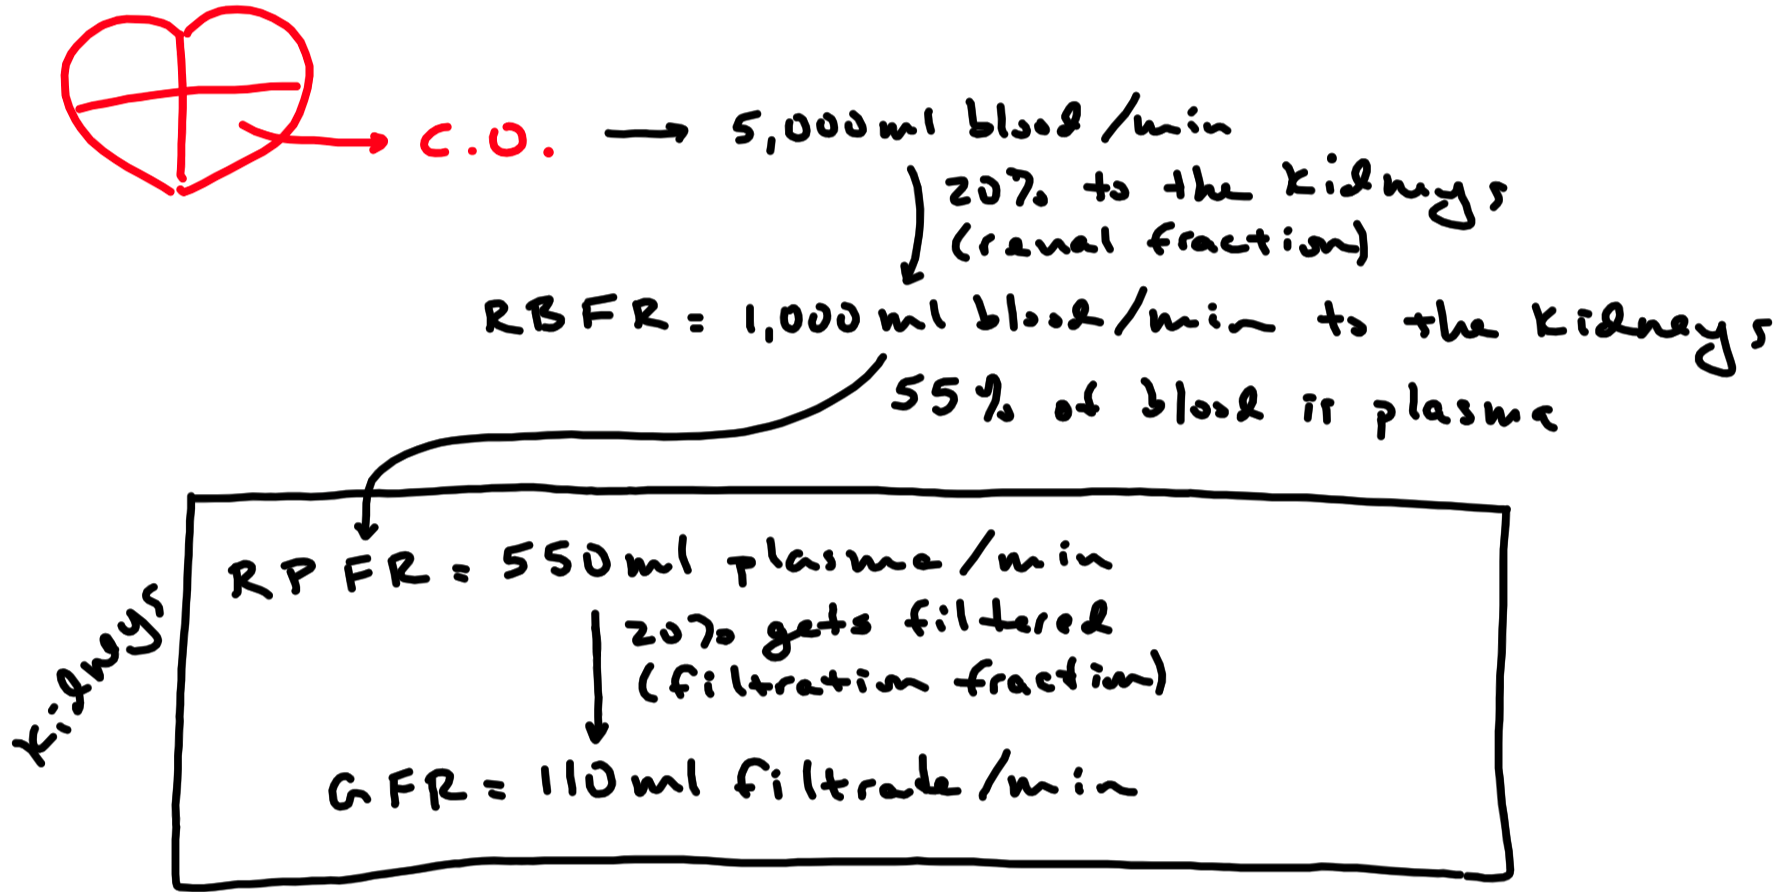 C.O. → 5,000 ml blood/min
20% to the kidneys
(renal fraction)
RBFR = 1,000 ml blood/min to the kidneys
55% of blood is plasma
Kidneys
RPFR = 550 ml plasma/min
20% gets filtered
(filtration fraction)
GFR = 110 ml filtrate/min